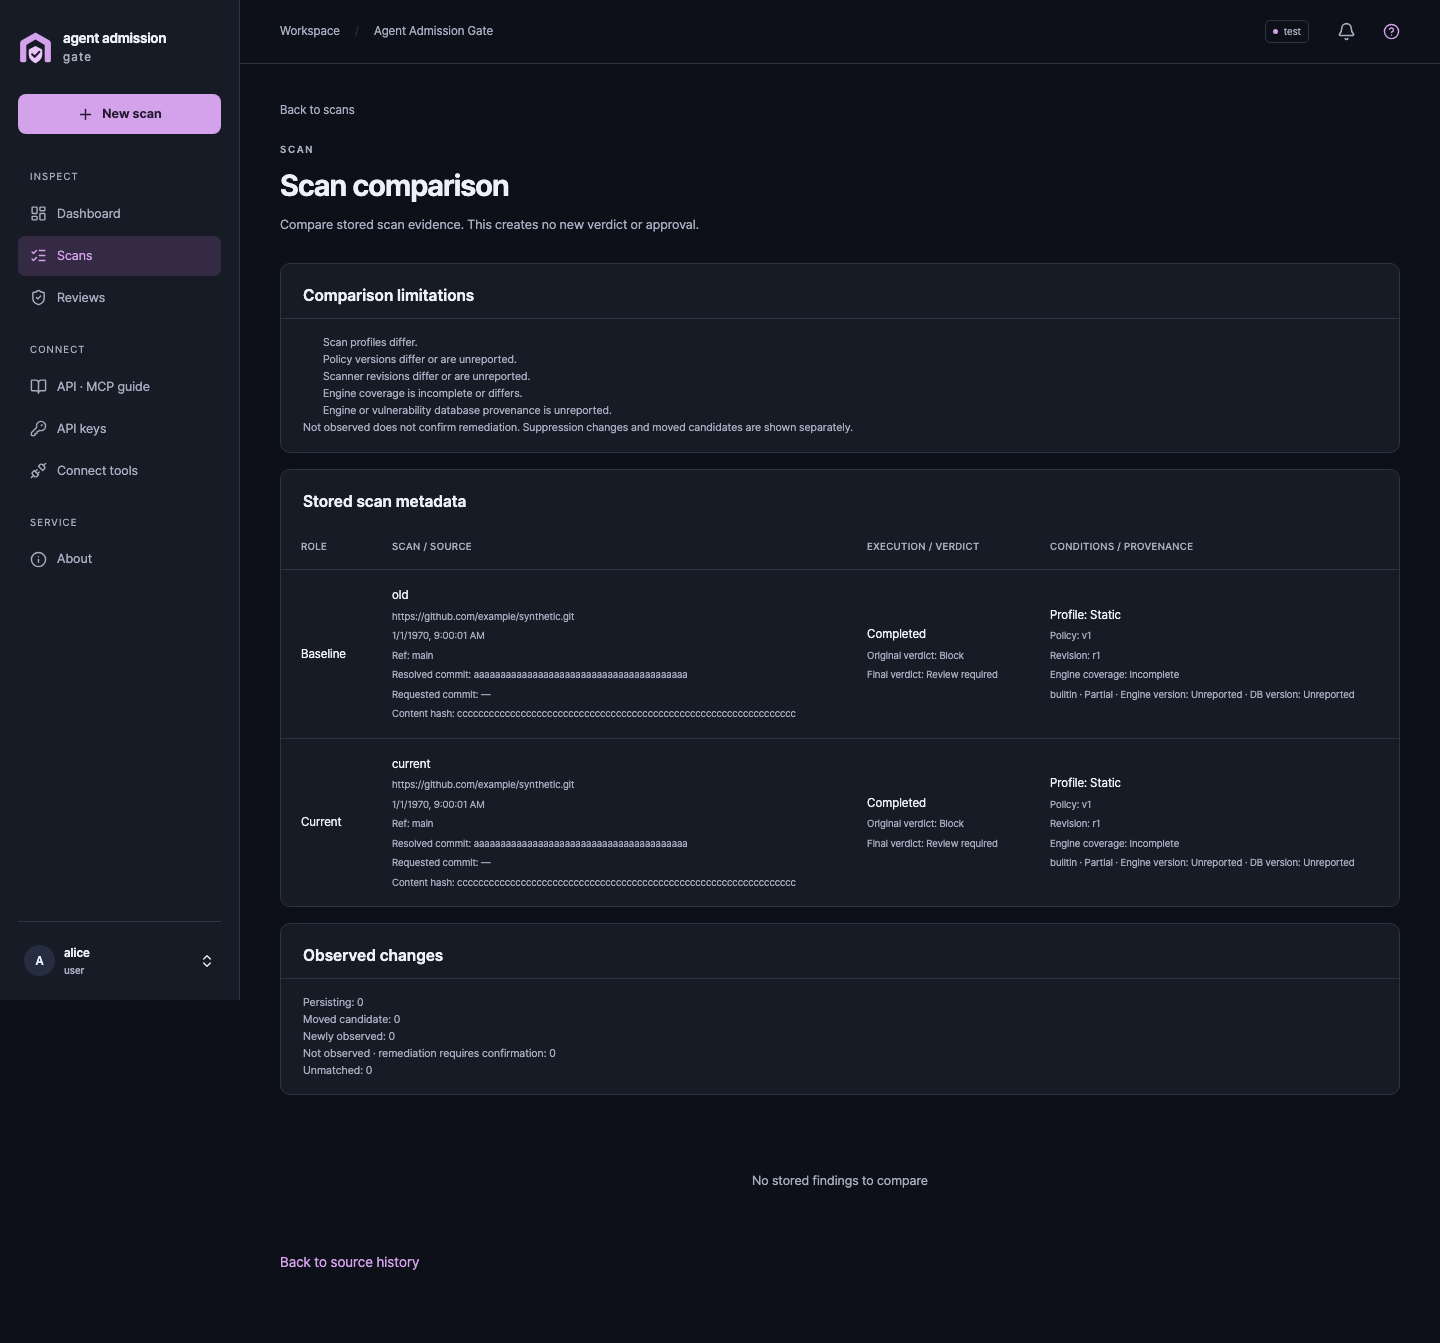 agent admission
gate
New scan
INSPECT
Dashboard
Scans
Reviews
CONNECT
API · MCP guide
API keys
Connect tools
SERVICE
About
A
alice
user
Workspace / Agent Admission Gate
test
Back to scans
SCAN
Scan comparison
Compare stored scan evidence. This creates no new verdict or approval.
Comparison limitations
Scan profiles differ.
Policy versions differ or are unreported.
Scanner revisions differ or are unreported.
Engine coverage is incomplete or differs.
Engine or vulnerability database provenance is unreported.
Not observed does not confirm remediation. Suppression changes and moved candidates are shown separately.
Stored scan metadata
ROLE SCAN / SOURCE EXECUTION / VERDICT CONDITIONS / PROVENANCE
Baseline
old
https://github.com/example/synthetic.git
1/1/1970, 9:00:01 AM
Ref: main
Resolved commit: aaaaaaaaaaaaaaaaaaaaaaaaaaaaaaaaaaaaaaaa
Requested commit: —
Content hash: cccccccccccccccccccccccccccccccccccccccccccccccccccccccccccccccc
Completed
Original verdict: Block
Final verdict: Review required
Profile: Static
Policy: v1
Revision: r1
Engine coverage: Incomplete
builtin · Partial · Engine version: Unreported · DB version: Unreported
Current
current
https://github.com/example/synthetic.git
1/1/1970, 9:00:01 AM
Ref: main
Resolved commit: aaaaaaaaaaaaaaaaaaaaaaaaaaaaaaaaaaaaaaaa
Requested commit: —
Content hash: cccccccccccccccccccccccccccccccccccccccccccccccccccccccccccccccc
Completed
Original verdict: Block
Final verdict: Review required
Profile: Static
Policy: v1
Revision: r1
Engine coverage: Incomplete
builtin · Partial · Engine version: Unreported · DB version: Unreported
Observed changes
Persisting: 0
Moved candidate: 0
Newly observed: 0
Not observed · remediation requires confirmation: 0
Unmatched: 0
No stored findings to compare
Back to source history